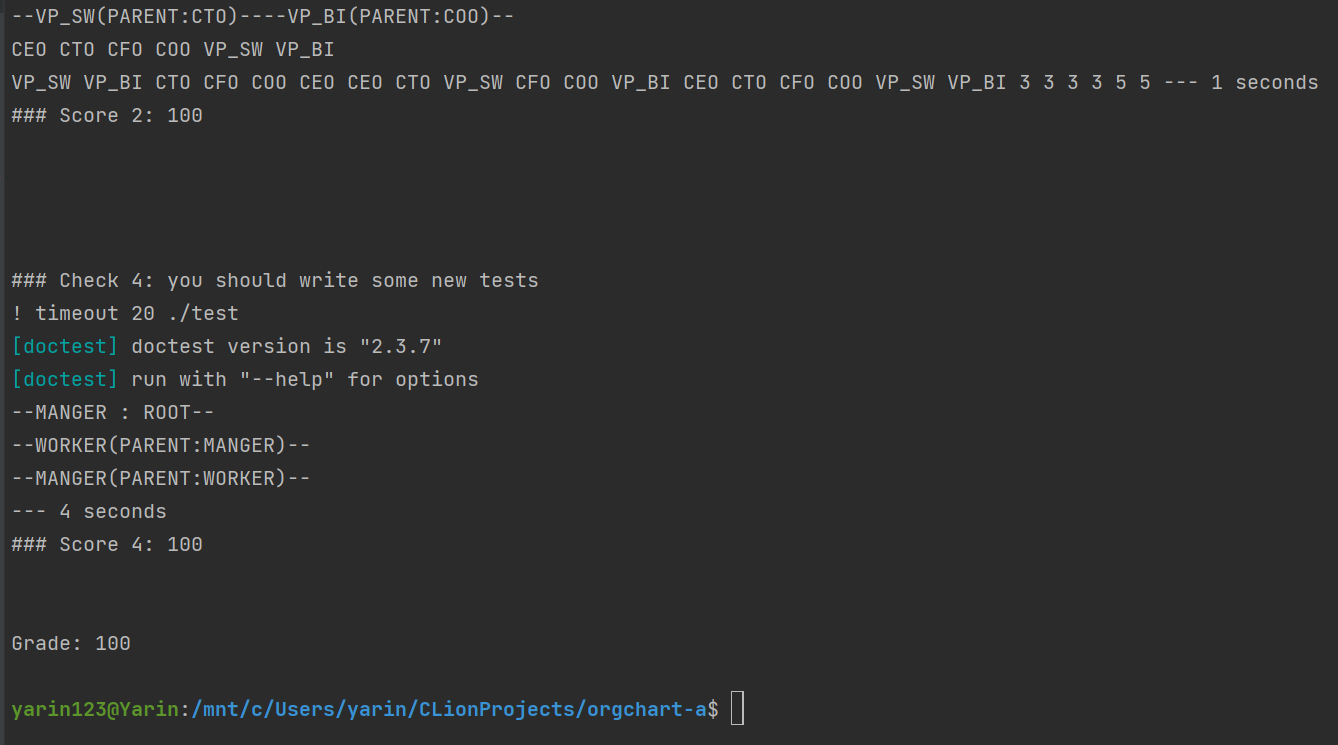 --VP_SW(PARENT:CTO)----VP_BI(PARENT:COO)--
CEO CTO CFO COO VP_SW VP_BI
VP_SW VP_BI CTO CFO COO CEO CEO CTO VP_SW CFO COO VP_BI CEO CTO CFO COO VP_SW VP_BI 3 3 3 3 5 5 --- 1 seconds
### Score 2: 100
### Check 4: you should write some new tests
! timeout 20 ./test
[doctest] doctest version is "2.3.7"
[doctest] run with "--help" for options
--MANGER : ROOT--
--WORKER(PARENT:MANGER)--
--MANGER(PARENT:WORKER)--
--- 4 seconds
### Score 4: 100
Grade: 100
yarin123@Yarin:/mnt/c/Users/yarin/CLionProjects/orgchart-a$